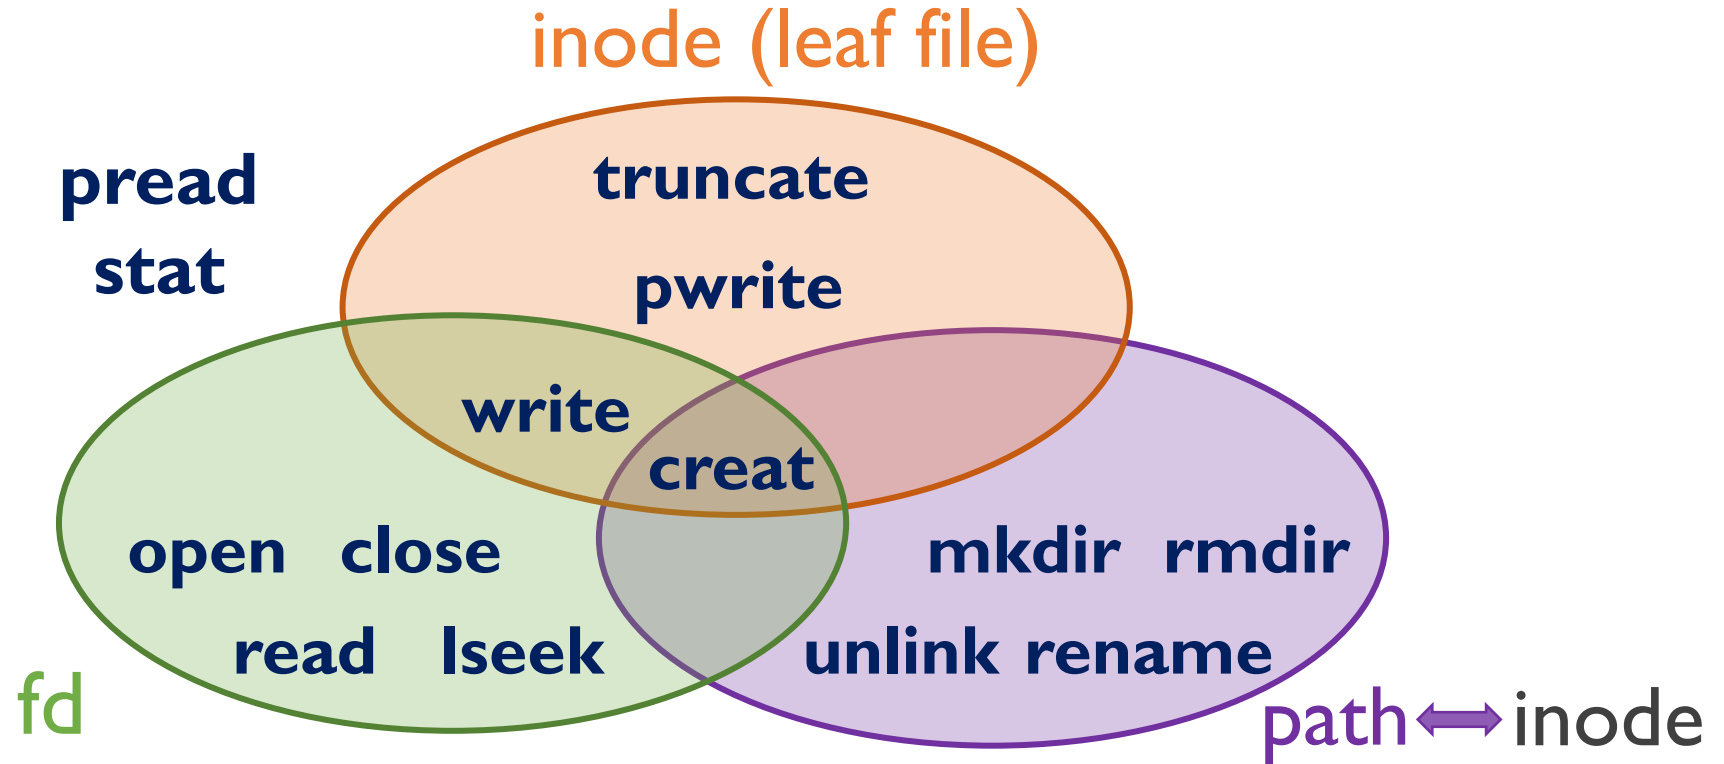 inode (leaf file)
pread
stat
truncate
pwrite
write
creat
open close
read lseek
mkdir rmdir
unlink rename
fd
path inode